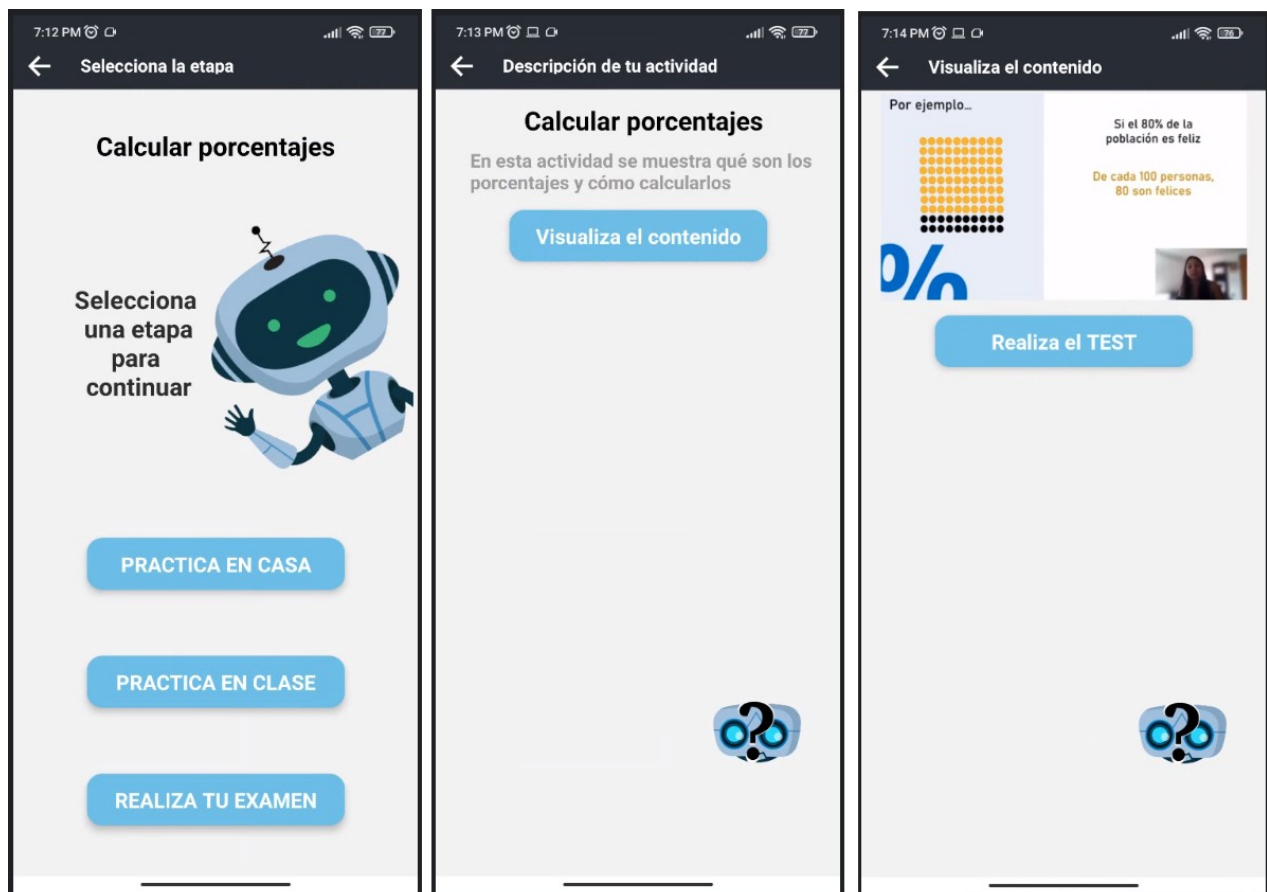 7:12 PM
77
Selecciona la etapa
Calcular porcentajes
Selecciona
una etapa
para
continuar
PRACTICA EN CASA
PRACTICA EN CLASE
REALIZA TU EXAMEN
7:13 PM
77
Descripción de tu actividad
Calcular porcentajes
En esta actividad se muestra qué son los
porcentajes y cómo calcularlos
Visualiza el contenido
?
7:14 PM
76
Visualiza el contenido
Por ejemplo...
Si el 80% de la
población es feliz
De cada 100 personas,
80 son felices
%
Realiza el TEST
?